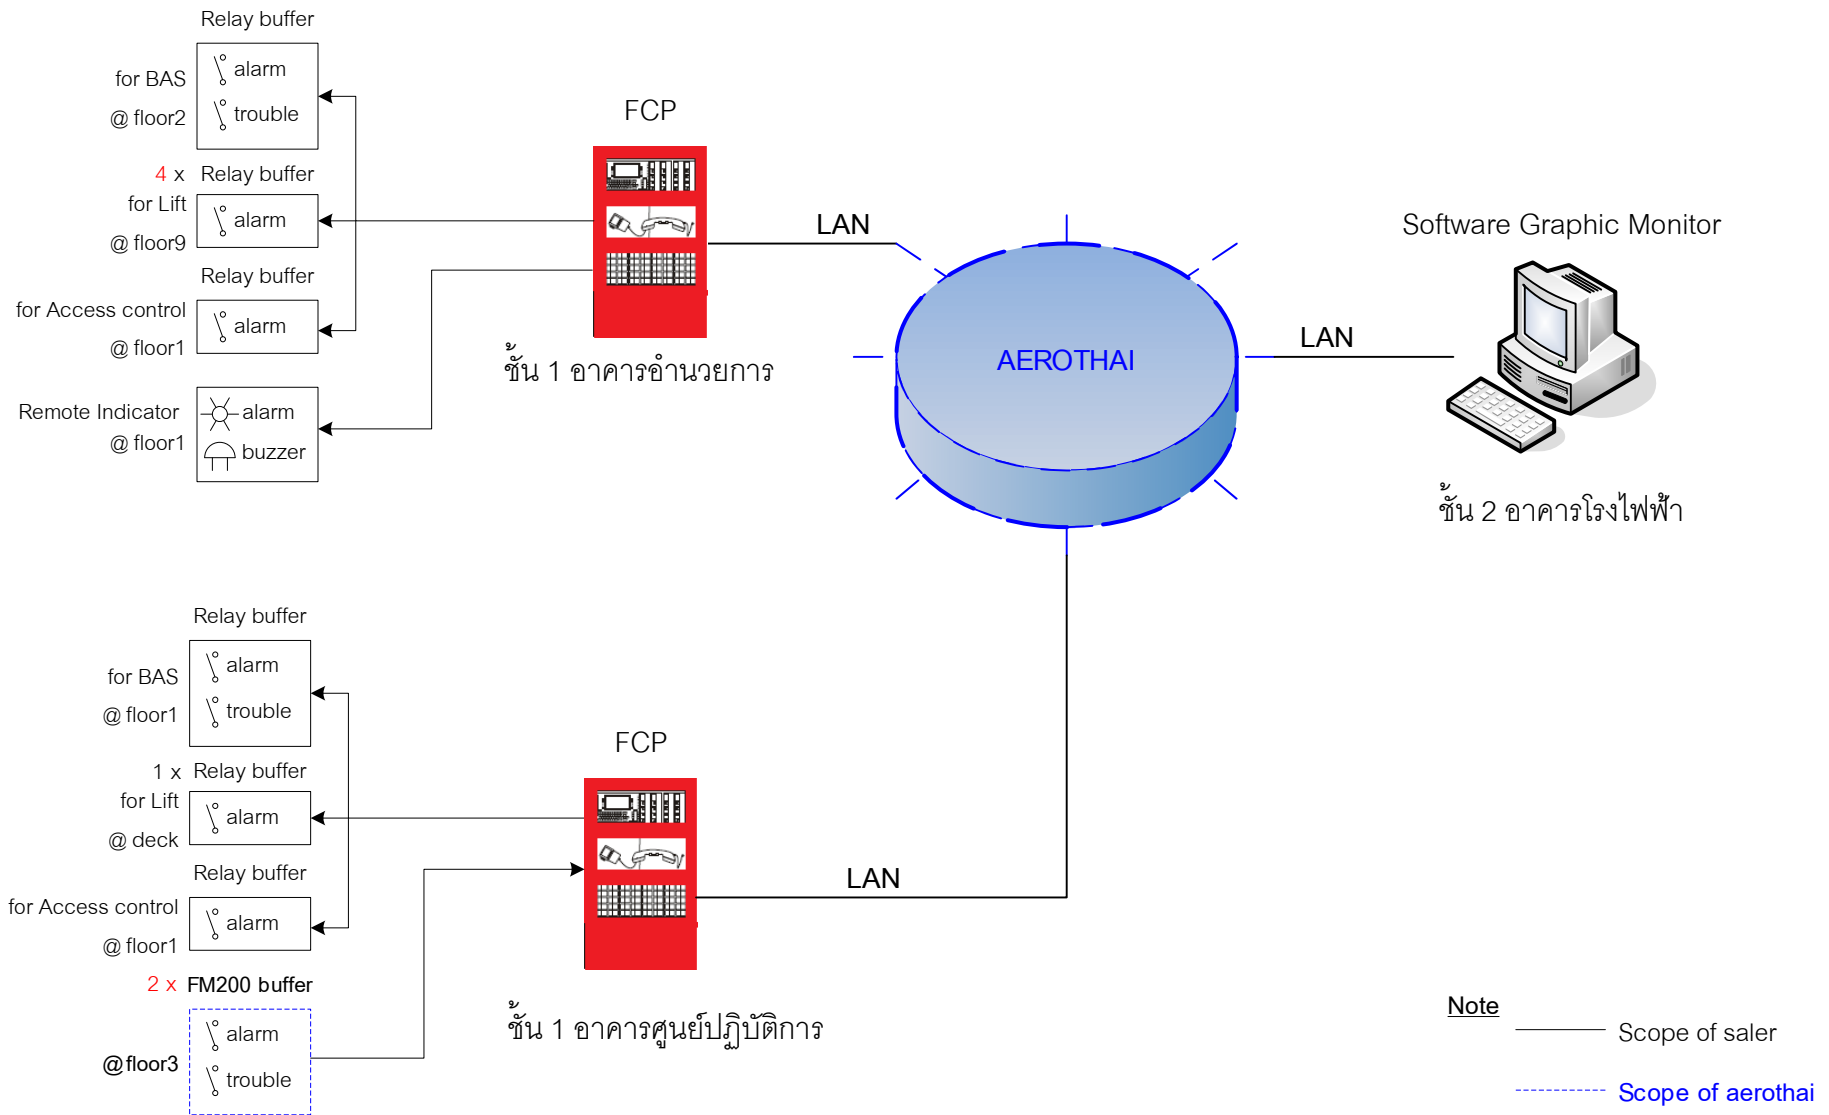 Relay buffer
for BAS
@ floor2
alarm
trouble
4 x Relay buffer
for Lift
@ floor9
alarm
Relay buffer
for Access control
@ floor1
alarm
Remote Indicator
@ floor1
alarm
buzzer
FCP
ชั้น 1 อาคารอำนวยการ
LAN
AEROTHAI
LAN
Software Graphic Monitor
ชั้น 2 อาคารโรงไฟฟ้า
Relay buffer
for BAS
@ floor1
alarm
trouble
1 x Relay buffer
for Lift
@ deck
alarm
Relay buffer
for Access control
@ floor1
alarm
2 x FM200 buffer
@floor3
alarm
trouble
FCP
ชั้น 1 อาคารศูนย์ปฏิบัติการ
LAN
Note
Scope of saler
Scope of aerothai